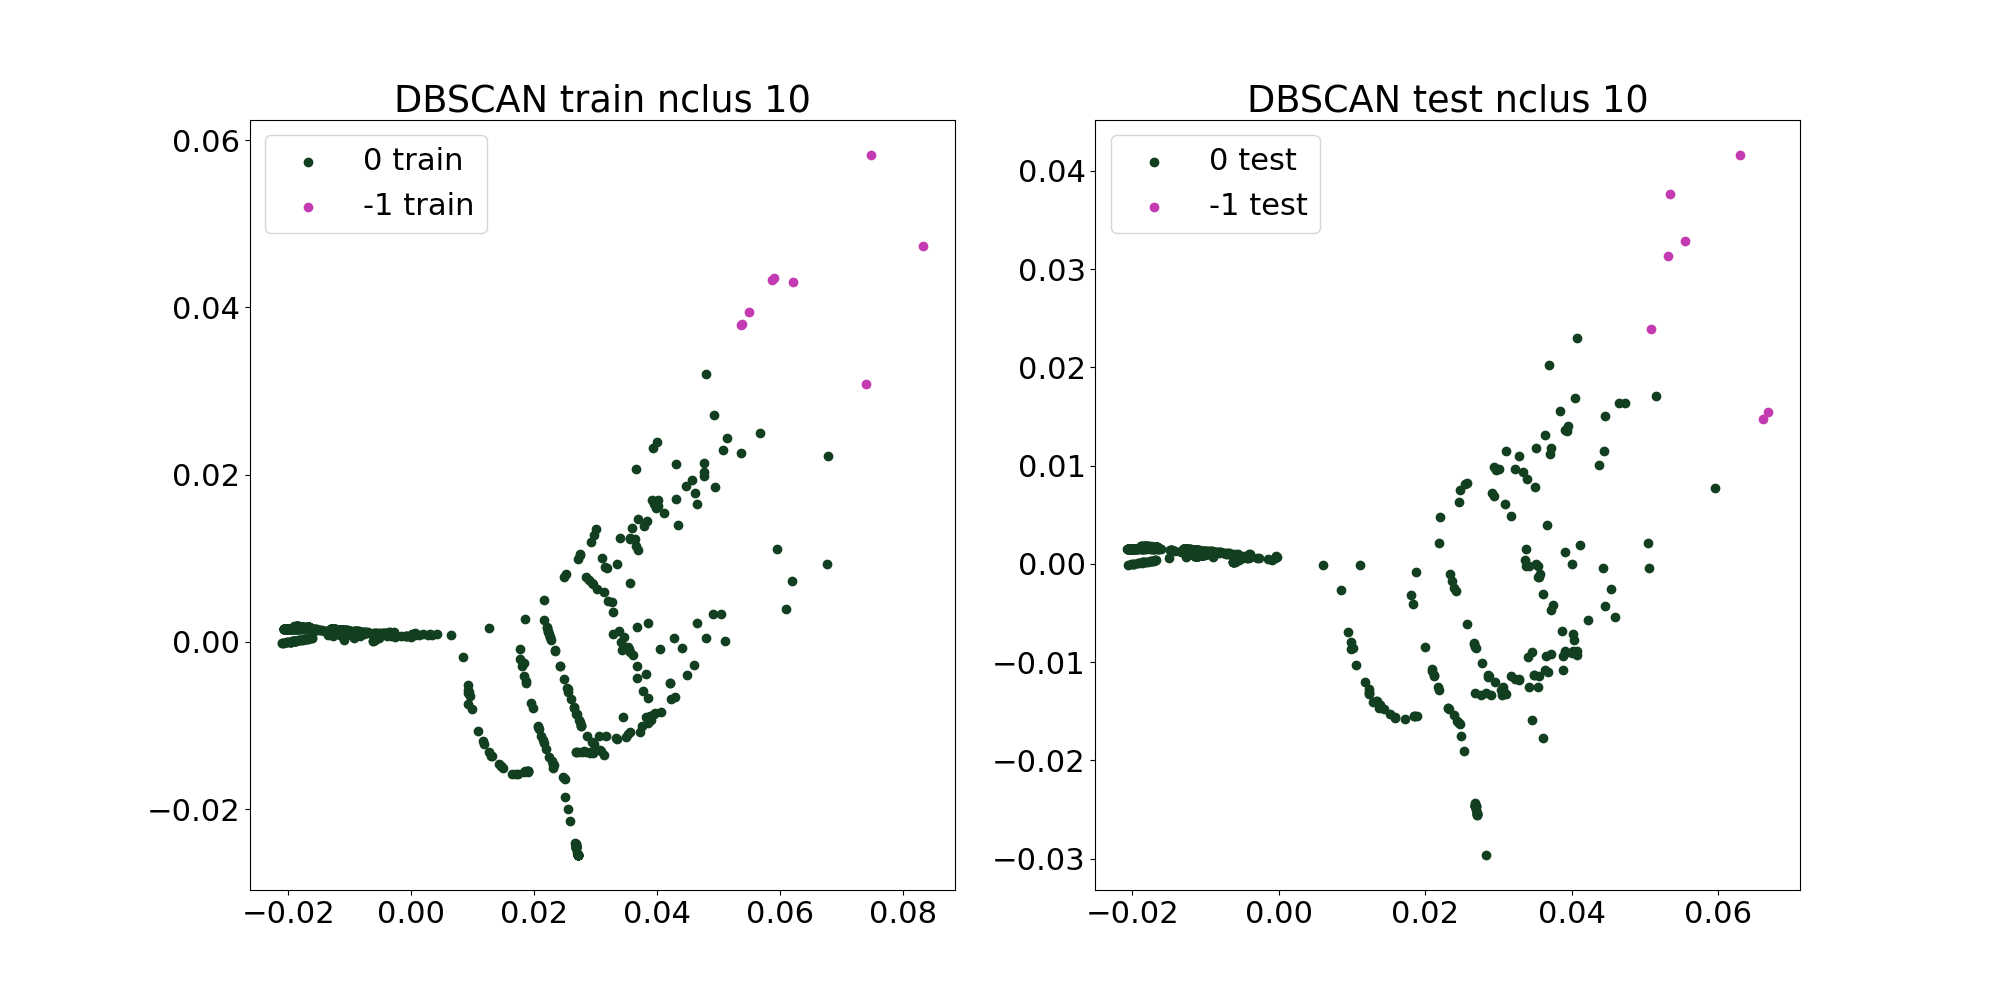 DBSCAN train nclus 10
0 train
-1 train
0.06
0.04
0.02
0.00
−0.02
−0.02 0.00 0.02 0.04 0.06 0.08
DBSCAN test nclus 10
0 test
-1 test
0.04
0.03
0.02
0.01
0.00
−0.01
−0.02
−0.03
−0.02 0.00 0.02 0.04 0.06